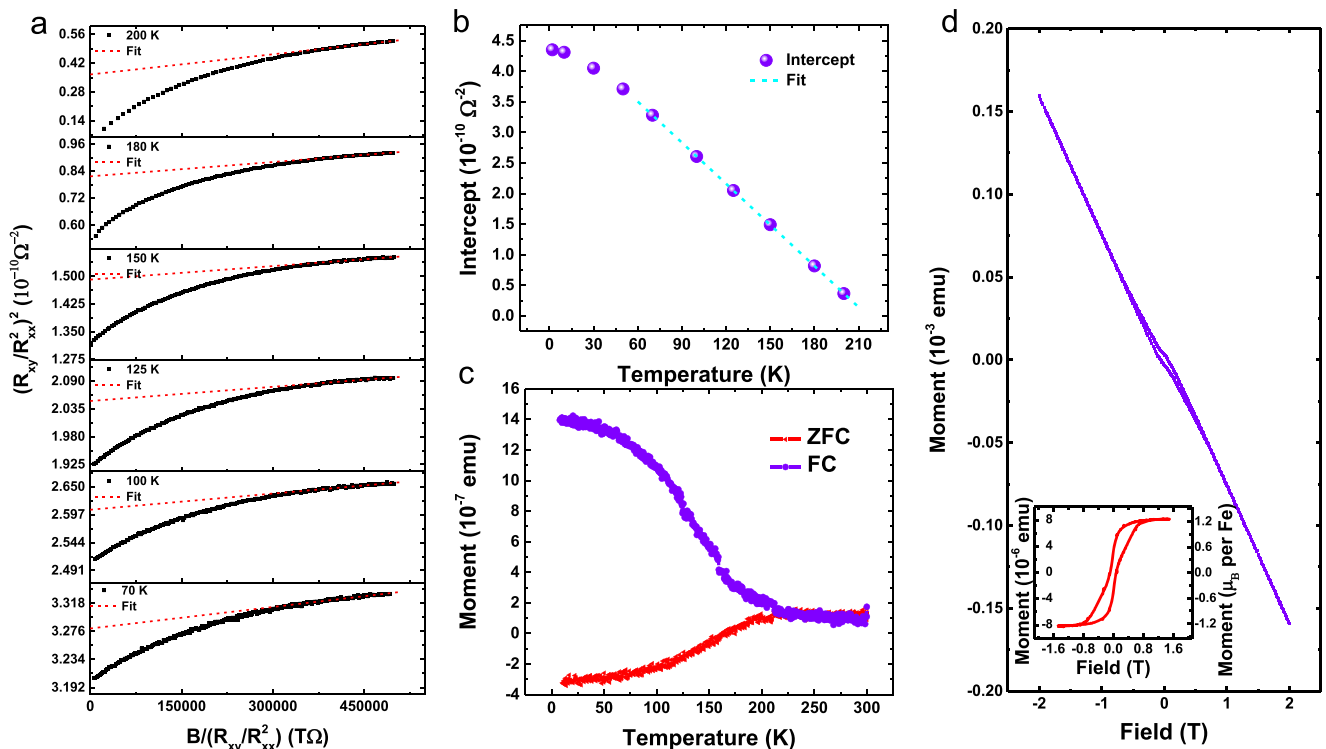 a
(R_xy/R²_xx)² (10⁻¹⁰Ω⁻²)
200 K
Fit
0.56
0.42
0.28
0.14
180 K
Fit
0.96
0.84
0.72
0.60
150 K
Fit
1.500
1.425
1.350
1.275
125 K
Fit
2.090
2.035
1.980
1.925
100 K
Fit
2.650
2.597
2.544
2.491
70 K
Fit
3.318
3.276
3.234
3.192
0 150000 300000 450000
B/(R_xy/R²_xx) (TΩ)
b
Intercept (10⁻¹⁰ Ω⁻²)
4.5
4.0
3.5
3.0
2.5
2.0
1.5
1.0
0.5
0.0
Intercept
Fit
0 30 60 90 120 150 180 210
Temperature (K)
c
Moment (10⁻⁷ emu)
16
14
12
10
8
6
4
2
0
-2
-4
ZFC
FC
0 50 100 150 200 250 300
Temperature (K)
d
Moment (10⁻³ emu)
0.20
0.15
0.10
0.05
0.00
-0.05
-0.10
-0.15
-0.20
-2 -1 0 1 2
Field (T)
Moment (10⁻⁶ emu)
8
4
0
-4
-8
1.2
0.6
0.0
-0.6
-1.2
Moment (μ_B per Fe)
-1.6 -0.8 0.0 0.8 1.6
Field (T)